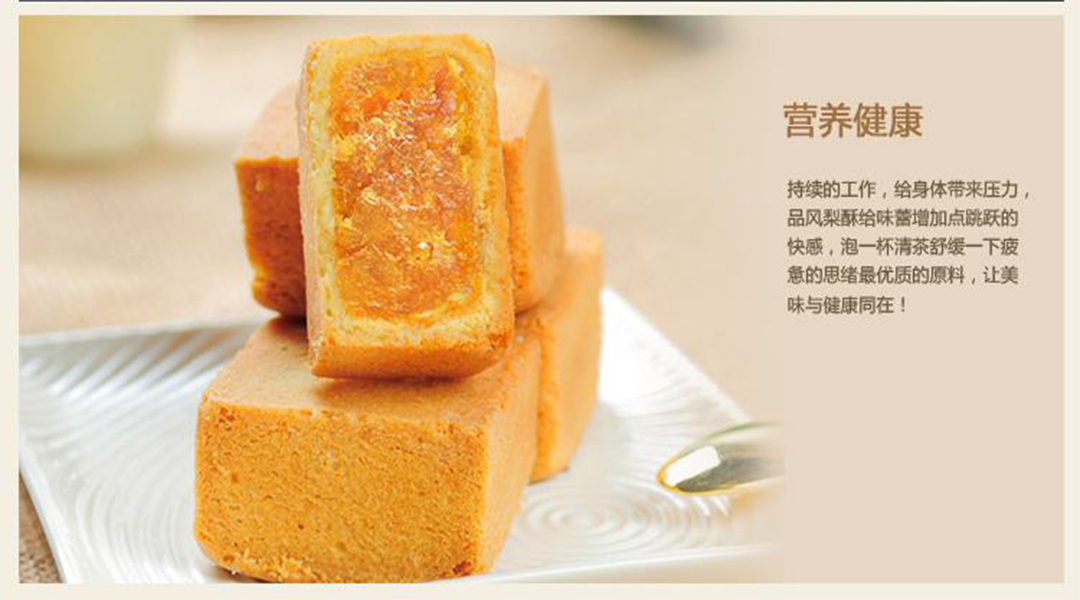 营养健康
持续的工作，给身体带来压力，
品风梨酥给味蕾增加点跳跃的
快感，泡一杯清茶舒缓一下疲
惫的思绪最优质的原料，让美
味与健康同在！